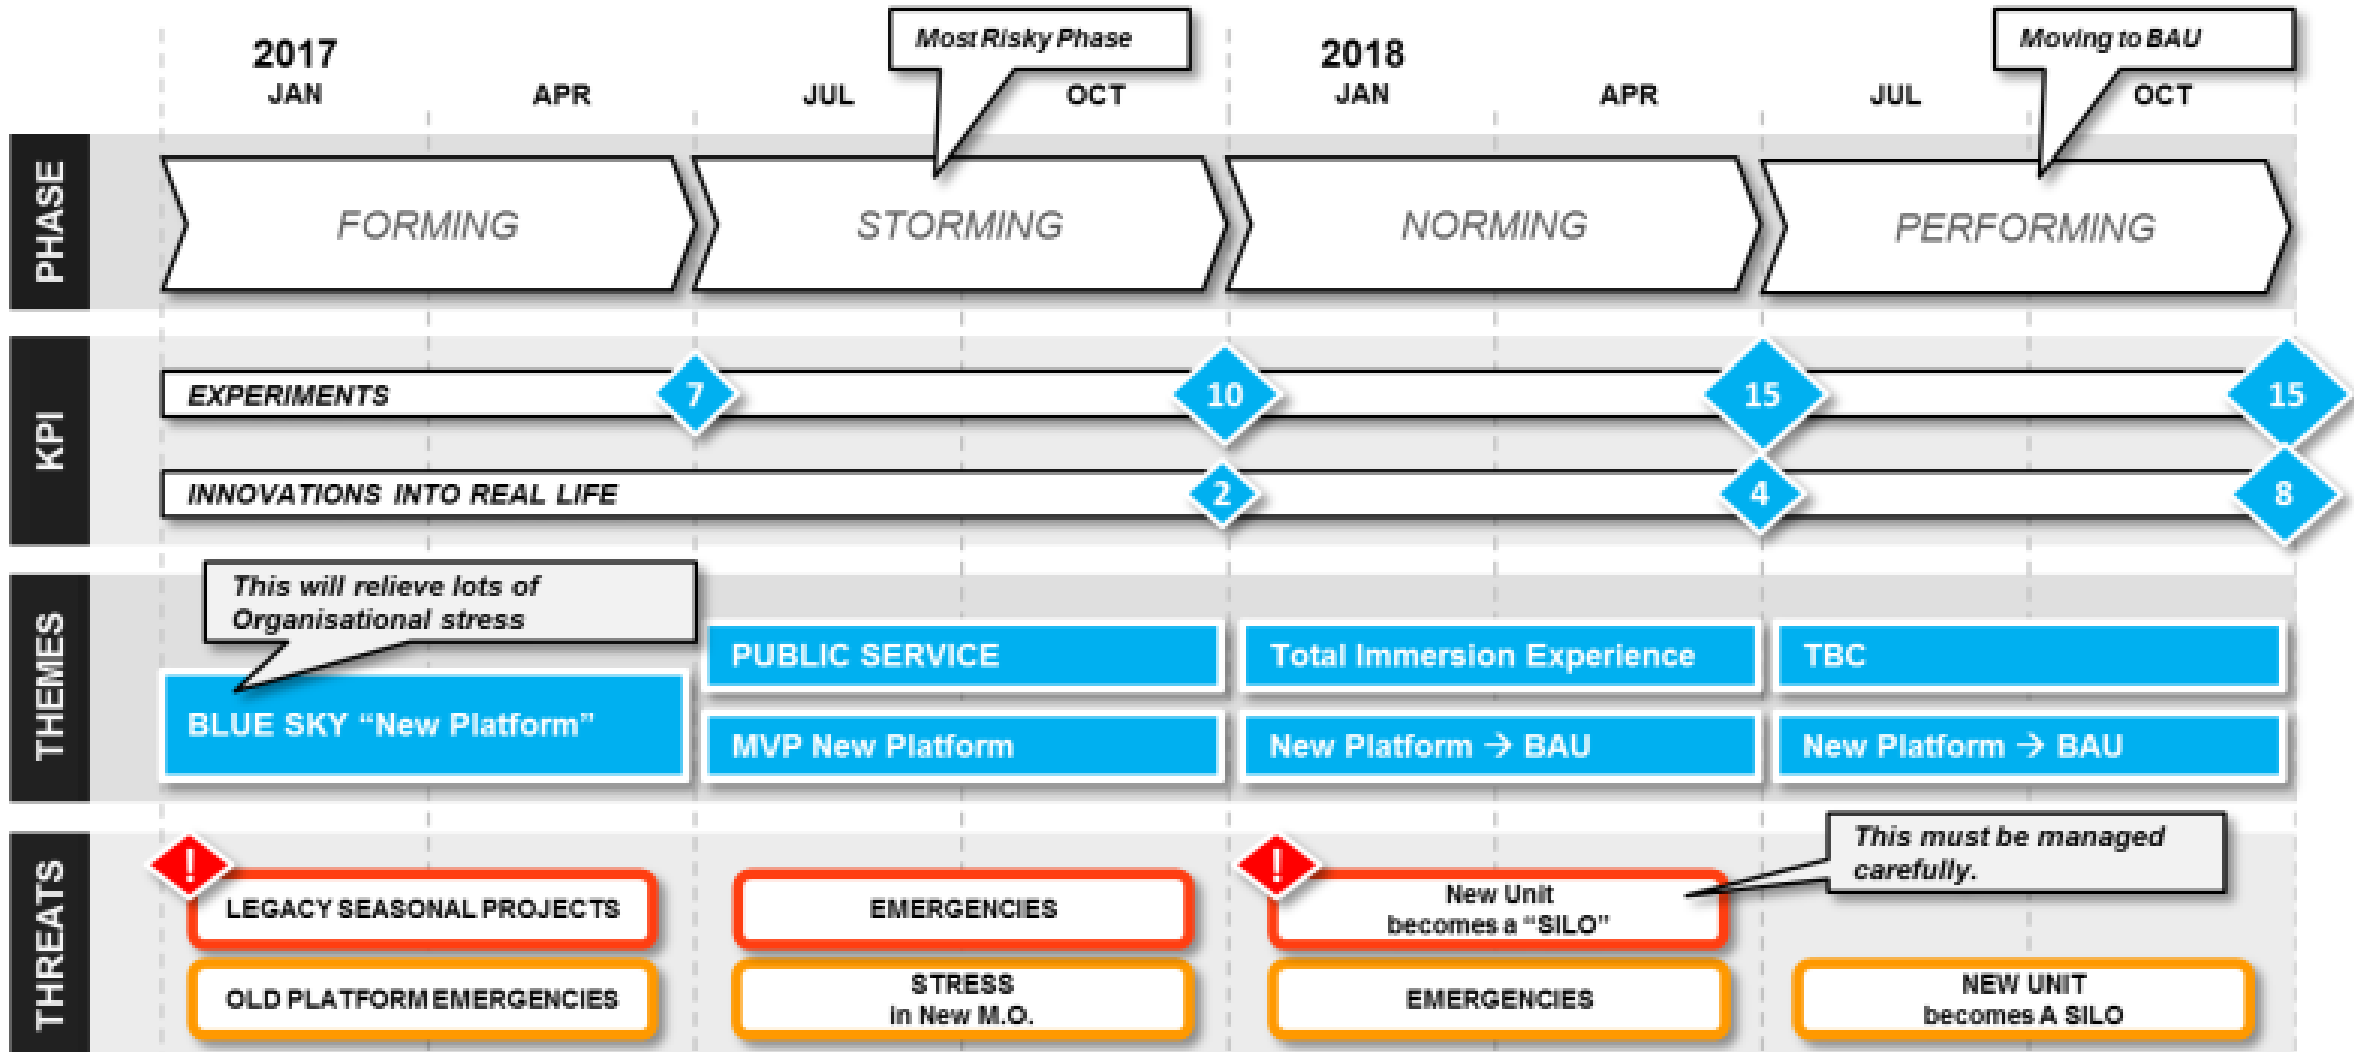 Most Risky Phase
Moving to BAU
2017
2018
JAN
APR
JUL
OCT
JAN
APR
JUL
OCT
PHASE
FORMING
STORMING
NORMING
PERFORMING
KPI
EXPERIMENTS
7
10
15
15
INNOVATIONS INTO REAL LIFE
2
4
8
THEMES
This will relieve lots of
Organisational stress
BLUE SKY “New Platform”
PUBLIC SERVICE
Total Immersion Experience
TBC
MVP New Platform
New Platform → BAU
New Platform → BAU
THREATS
This must be managed
carefully.
!
LEGACY SEASONAL PROJECTS
EMERGENCIES
!
New Unit
becomes a “SILO”
OLD PLATFORM EMERGENCIES
STRESS
in New M.O.
EMERGENCIES
NEW UNIT
becomes A SILO